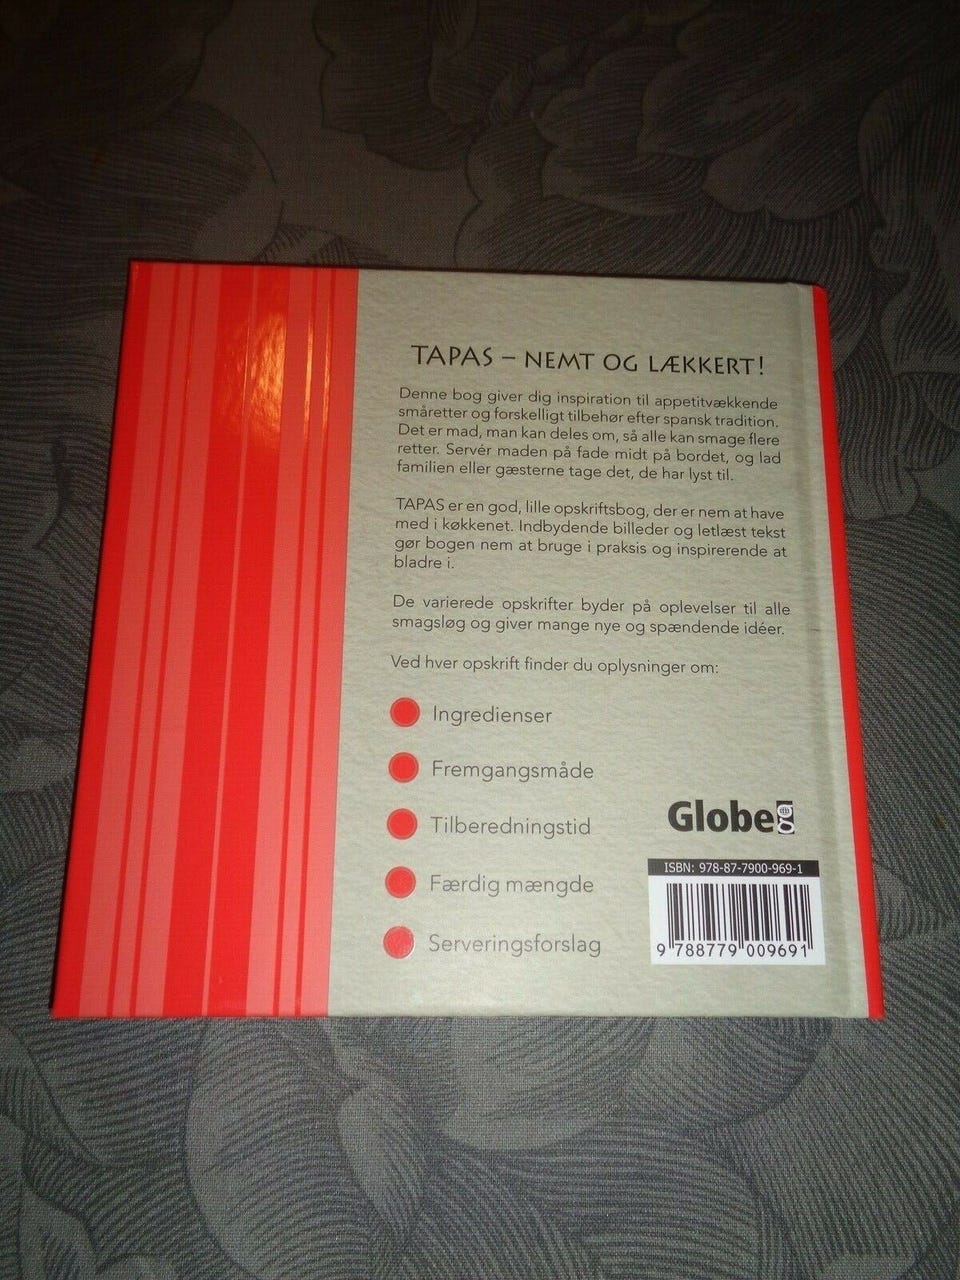 TAPAS – NEMT OG LÆKKERT!
Denne bog giver dig inspiration til appetitvækkende
småretter og forskelligt tilbehør efter spansk tradition.
Det er mad, man kan deles om, så alle kan smage flere
retter. Servér maden på fade midt på bordet, og lad
familien eller gæsterne tage det, de har lyst til.
TAPAS er en god, lille opskriftsbog, der er nem at have
med i køkkenet. Indbydende billeder og letlæst tekst
gør bogen nem at bruge i praksis og inspirerende at
bladre i.
De varierede opskrifter byder på oplevelser til alle
smagsløg og giver mange nye og spændende idéer.
Ved hver opskrift finder du oplysninger om:
Ingredienser
Fremgangsmåde
Tilberedningstid
Færdig mængde
Serveringsforslag
Globe
ISBN: 978-87-7900-969-1
9 788779 009691